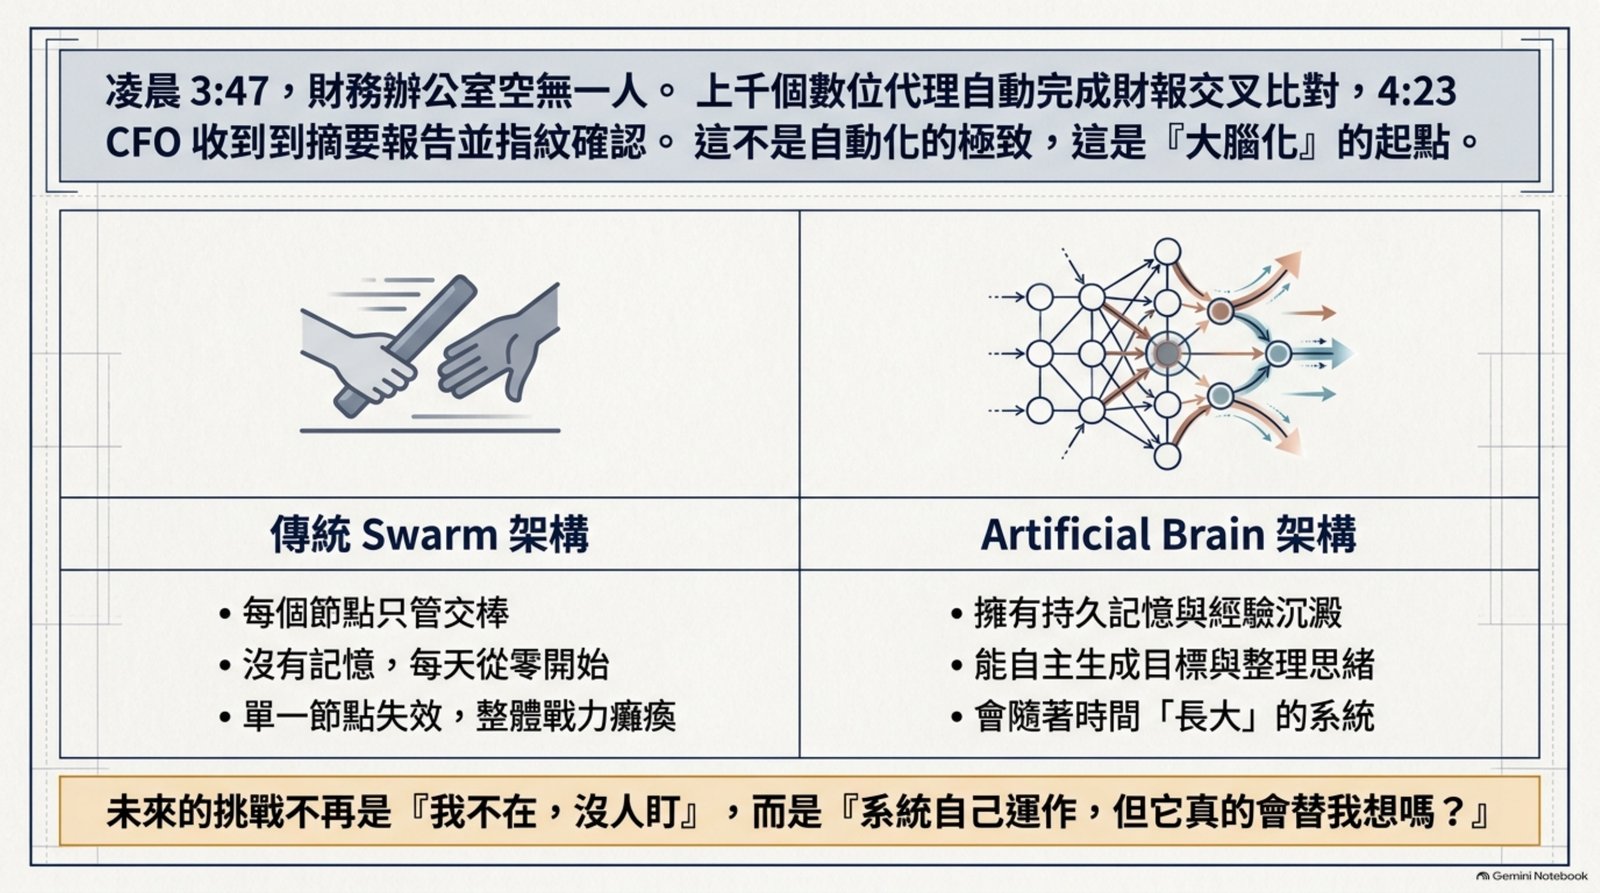 凌晨 3:47，財務辦公室空無一人。 上千個數位代理自動完成財報交叉比對，4:23
CFO 收到到摘要報告並指紋確認。 這不是自動化的極致，這是『大腦化』的起點。
傳統 Swarm 架構
• 每個節點只管交棒
• 沒有記憶，每天從零開始
• 單一節點失效，整體戰力癱瘓
Artificial Brain 架構
• 擁有持久記憶與經驗沉澱
• 能自主生成目標與整理思緒
• 會隨著時間「長大」的系統
未來的挑戰不再是『我不在，沒人盯』，而是『系統自己運作，但它真的會替我想嗎？』
Gemini Notebook